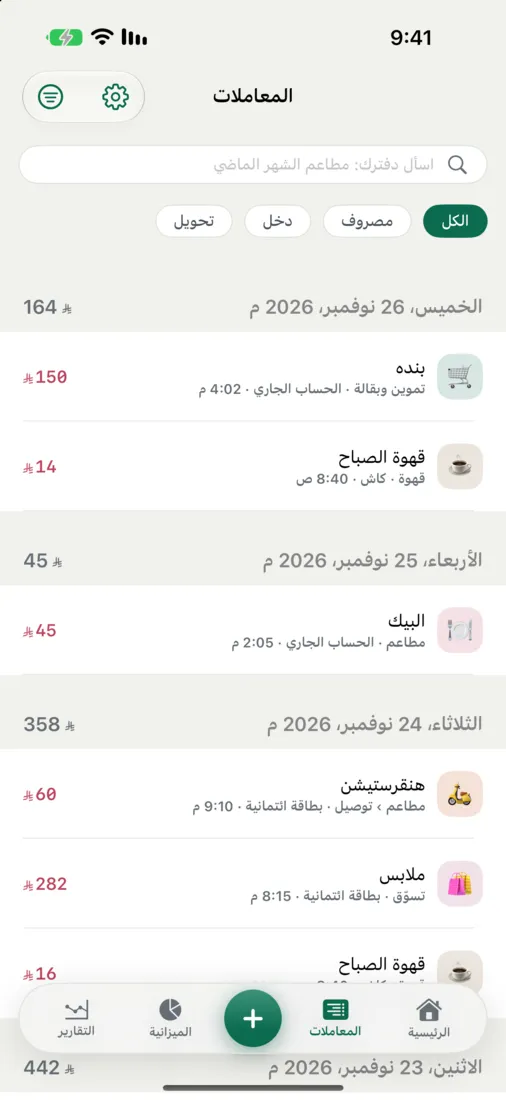 9:41
المعاملات
اسأل دفترك: مطاعم الشهر الماضي
الكل
مصروف
دخل
تحويل
الخميس، 26 نوفمبر، 2026 م
164
بنده
150
تموين وبقالة · الحساب الجاري · 4:02 م
قهوة الصباح
14
قهوة · كاش · 8:40 ص
الأربعاء، 25 نوفمبر، 2026 م
45
البيك
45
مطاعم · الحساب الجاري · 2:05 م
الثلاثاء، 24 نوفمبر، 2026 م
358
هنقرستيشن
60
مطاعم › توصيل · بطاقة ائتمانية · 9:10 م
ملابس
282
تسوّق · بطاقة ائتمانية · 8:15 م
قهوة الصباح
16
الرئيسية
المعاملات
+
الميزانية
التقارير
الاثنين، 23 نوفمبر، 2026 م
442